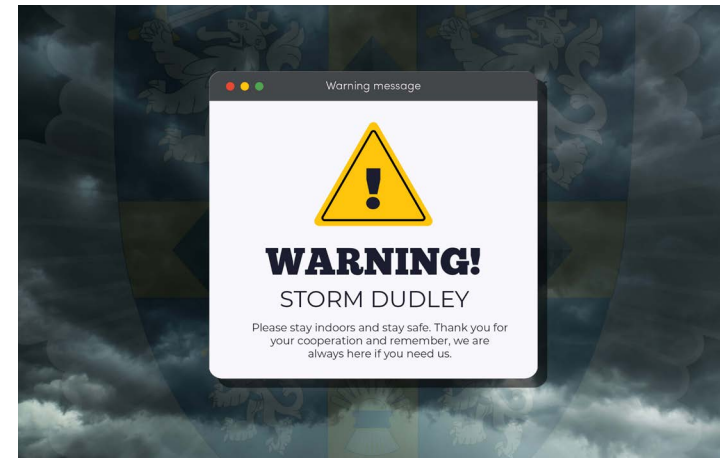 Warning message
!
WARNING!
STORM DUDLEY
Please stay indoors and stay safe. Thank you for
your cooperation and remember, we are
always here if you need us.